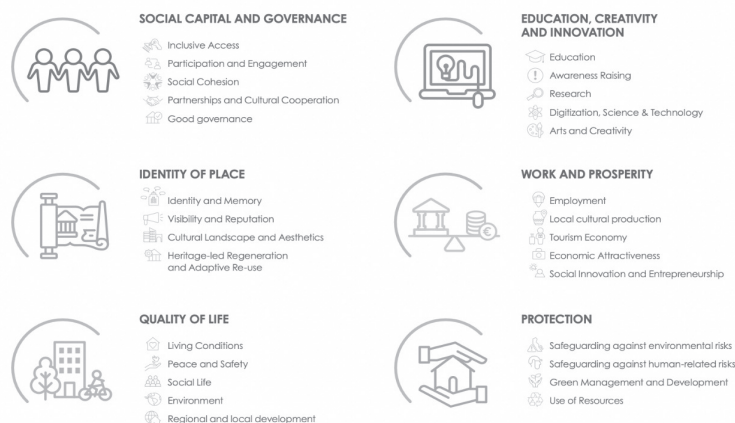 SOCIAL CAPITAL AND GOVERNANCE
Inclusive Access
Participation and Engagement
Social Cohesion
Partnerships and Cultural Cooperation
Good governance
EDUCATION, CREATIVITY
AND INNOVATION
Education
Awareness Raising
Research
Digitization, Science & Technology
Arts and Creativity
IDENTITY OF PLACE
Identity and Memory
Visibility and Reputation
Cultural Landscape and Aesthetics
Heritage-led Regeneration
and Adaptive Re-use
WORK AND PROSPERITY
Employment
Local cultural production
Tourism Economy
Economic Attractiveness
Social Innovation and Entrepreneurship
QUALITY OF LIFE
Living Conditions
Peace and Safety
Social Life
Environment
Regional and local development
PROTECTION
Safeguarding against environmental risks
Safeguarding against human-related risks
Green Management and Development
Use of Resources